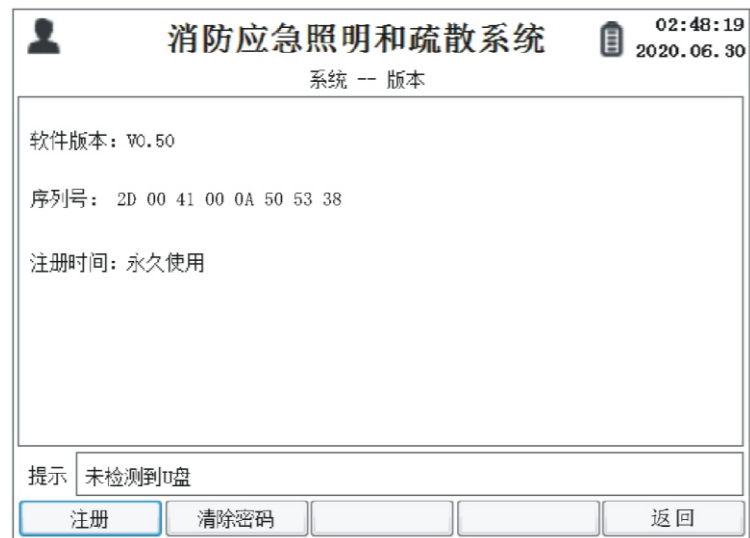 消防应急照明和疏散系统
02:48:19
2020.06.30
系统 -- 版本
软件版本：V0.50
序列号： 2D 00 41 00 0A 50 53 38
注册时间：永久使用
提示 未检测到U盘
注册 清除密码 返回